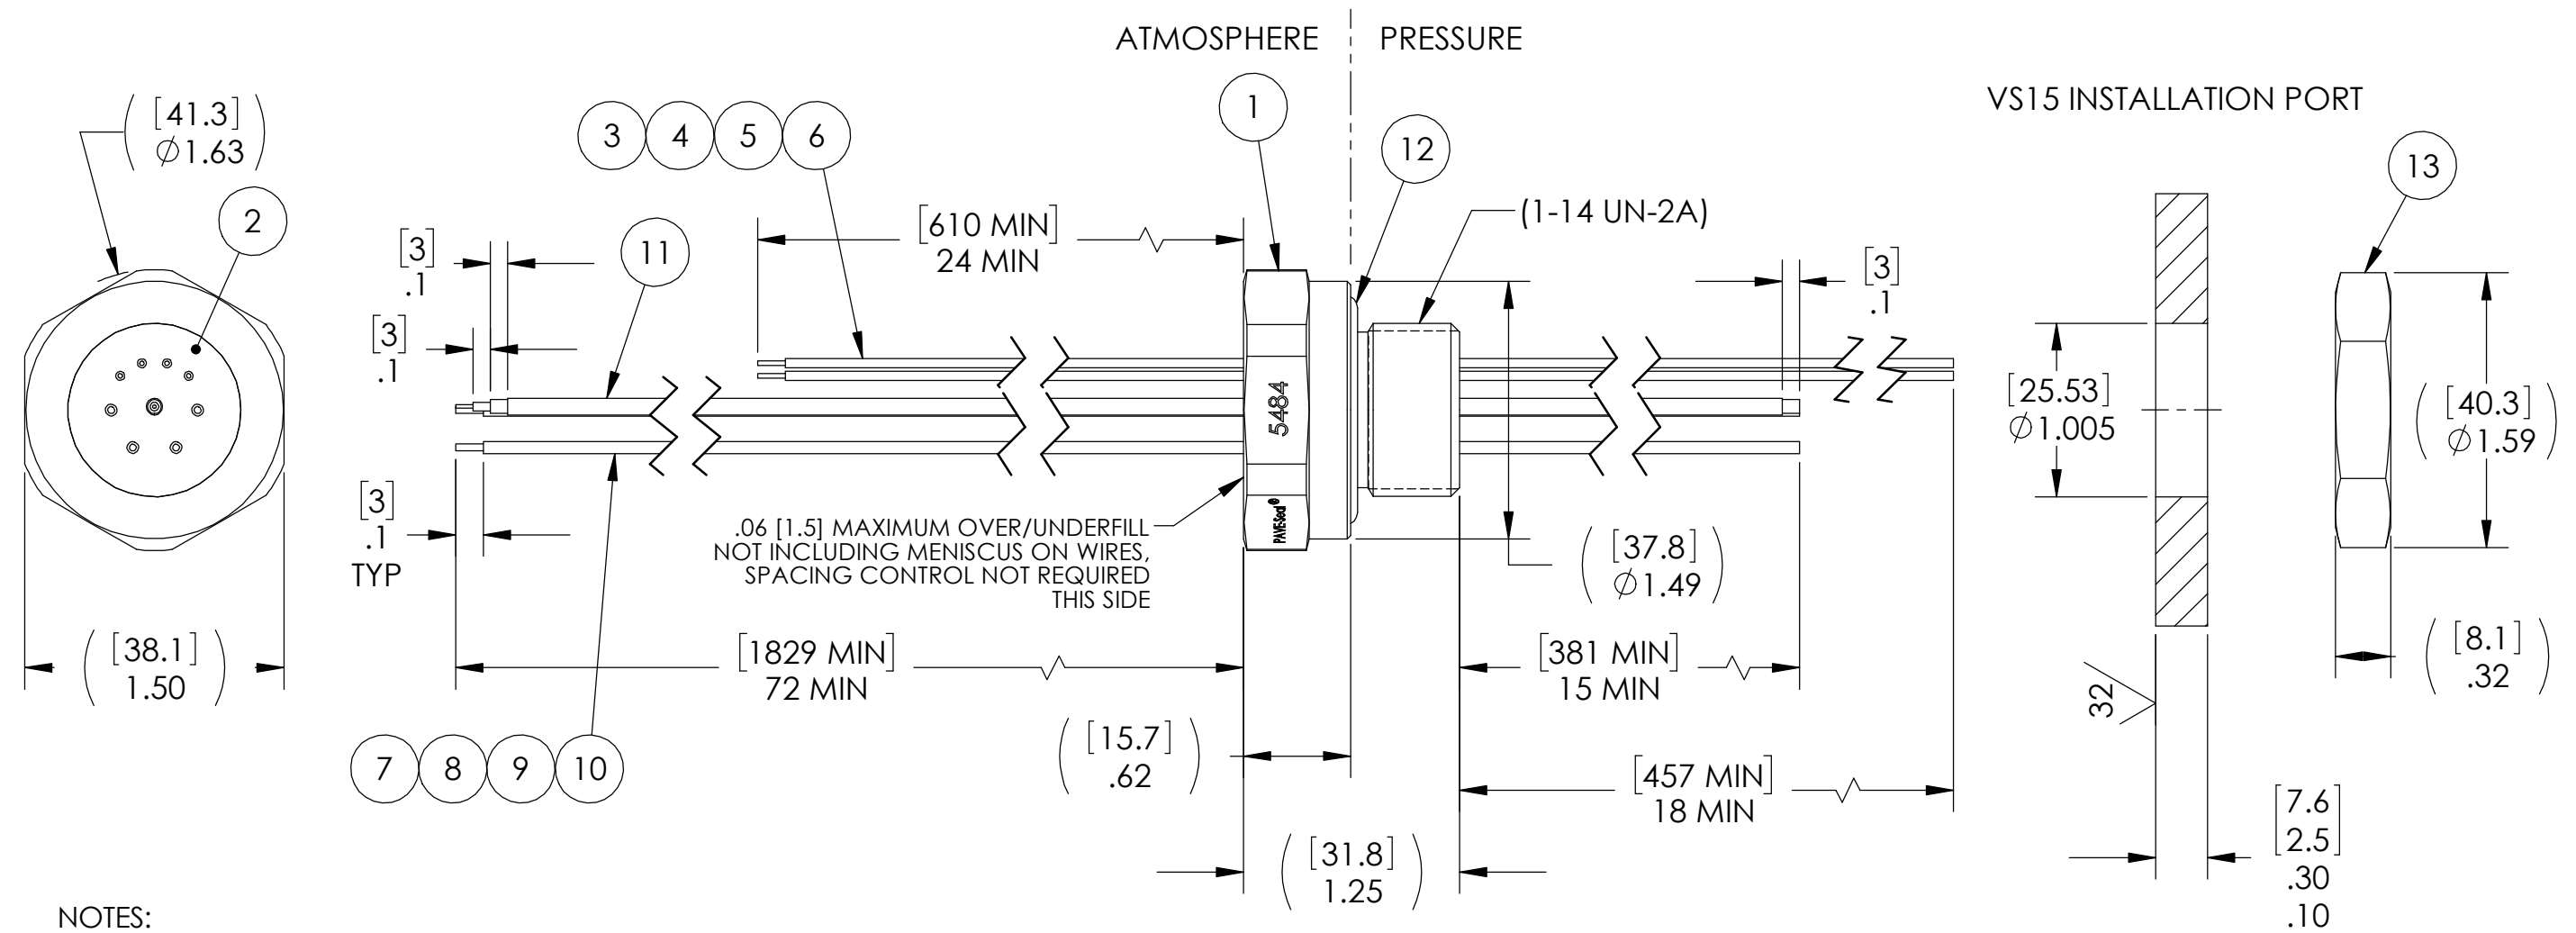 ATMOSPHERE
PRESSURE
VS15 INSTALLATION PORT
[41.3]
∅1.63
2
3 4 5 6
1
12
13
[610 MIN]
24 MIN
(1-14 UN-2A)
11
[3]
.1
[3]
.1
[3]
.1
[25.53]
∅1.005
[40.3]
∅1.59
5484
PAVE-Seal®
[3]
.1
TYP
.06 [1.5] MAXIMUM OVER/UNDERFILL
NOT INCLUDING MENISCUS ON WIRES,
SPACING CONTROL NOT REQUIRED
THIS SIDE
[37.8]
∅1.49
[38.1]
1.50
[1829 MIN]
72 MIN
[381 MIN]
15 MIN
[8.1]
.32
32
7 8 9 10
[15.7]
.62
[457 MIN]
18 MIN
[31.8]
1.25
[7.6
2.5]
.30
.10
NOTES: